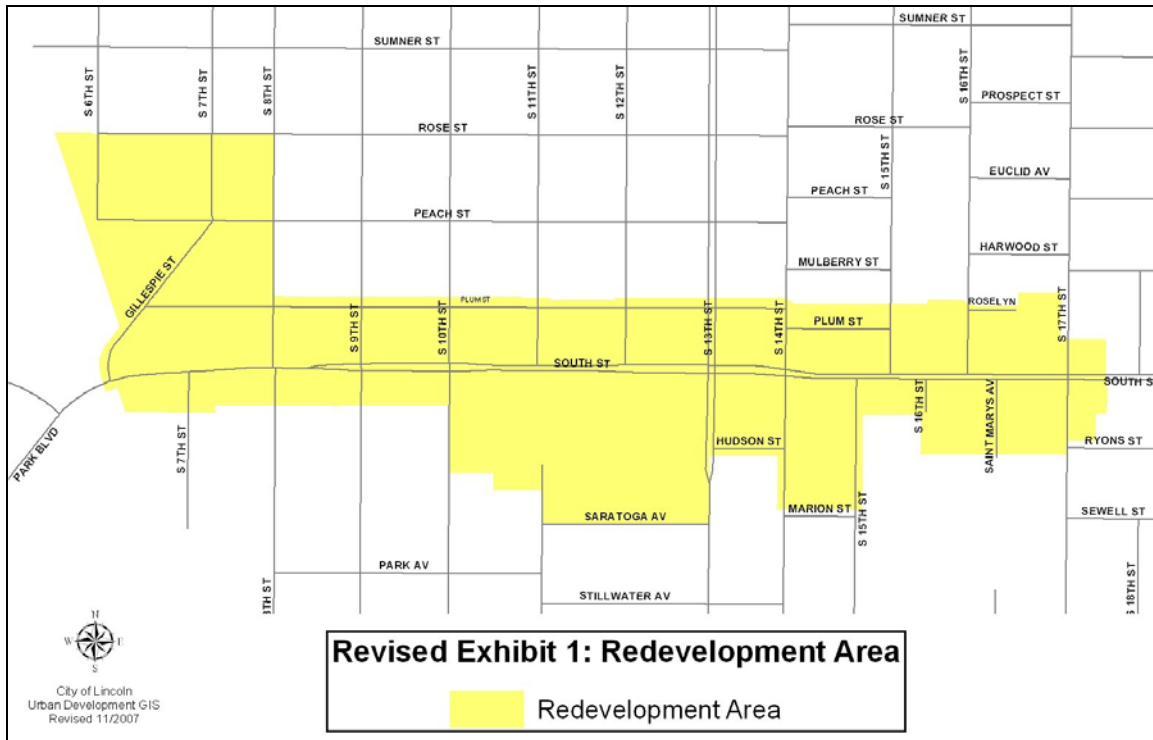 SUMNER ST
SUMNER ST
S 6TH ST
S 7TH ST
S 8TH ST
S 11TH ST
S 12TH ST
S 16TH ST
PROSPECT ST
ROSE ST
ROSE ST
S 15TH ST
EUCLID AV
PEACH ST
PEACH ST
HARWOOD ST
MULBERRY ST
GILLESPIE ST
PLUM ST
ROSELYN
S 9TH ST
S 10TH ST
S 13TH ST
S 14TH ST
PLUM ST
S 17TH ST
SOUTH ST
SOUTH S
PARK BLVD
S 7TH ST
HUDSON ST
S 16TH ST
SAINT MARYS AV
RYONS ST
SARATOGA AV
MARION ST
S 15TH ST
SEWELL ST
PARK AV
8TH ST
STILLWATER AV
S 18TH ST
N
W E
S
City of Lincoln
Urban Development GIS
Revised 11/2007
Revised Exhibit 1: Redevelopment Area
Redevelopment Area